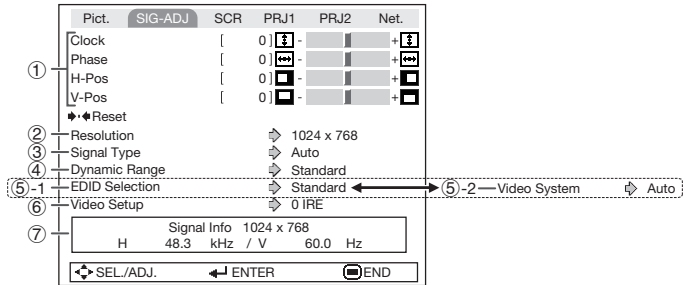 Pict. SIG-ADJ SCR PRJ1 PRJ2 Net.
Clock [ 0 ] - +
① Phase [ 0 ] - +
H-Pos [ 0 ] - +
V-Pos [ 0 ] - +
Reset
② Resolution 1024 x 768
③ Signal Type Auto
④ Dynamic Range Standard
⑤-1 EDID Selection Standard ⑤-2 Video System Auto
⑥ Video Setup 0 IRE
⑦ Signal Info 1024 x 768
H 48.3 kHz / V 60.0 Hz
SEL./ADJ. ENTER END